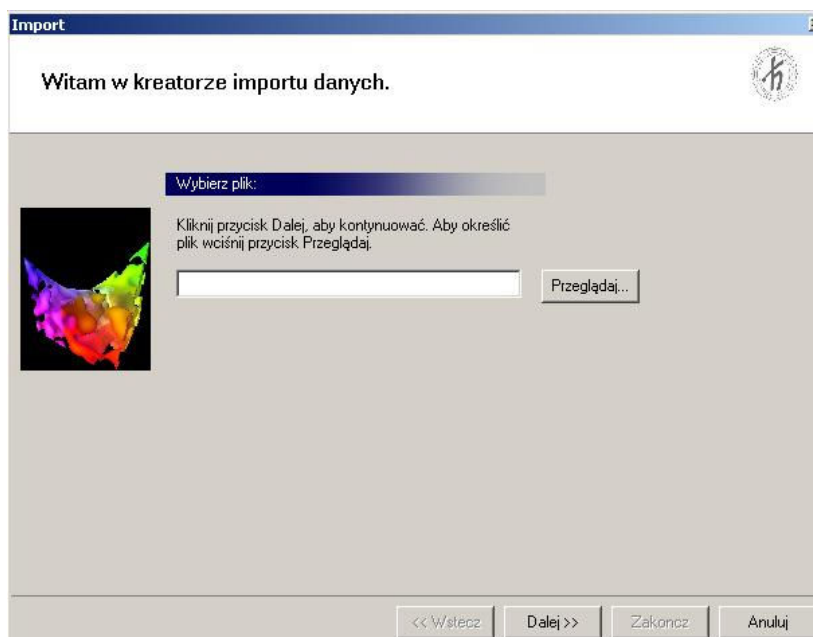 Import
Witam w kreatorze importu danych.
Wybierz plik:
Kliknij przycisk Dalej, aby kontynuować. Aby określić
plik wciśnij przycisk Przeglądaj.
Przeglądaj...
<< Wstecz Dalej >> Zakoncz Anuluj